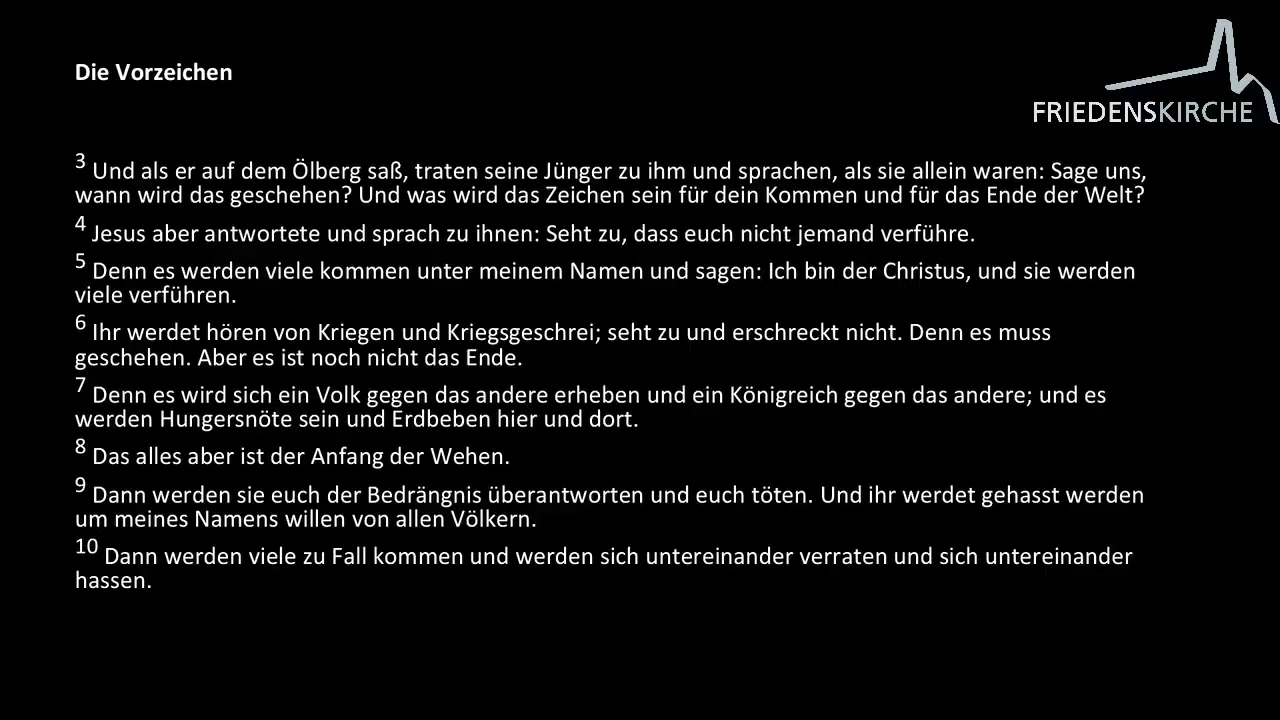 Die Vorzeichen
FRIEDENSKIRCHE
3 Und als er auf dem Ölberg saß, traten seine Jünger zu ihm und sprachen, als sie allein waren: Sage uns,
wann wird das geschehen? Und was wird das Zeichen sein für dein Kommen und für das Ende der Welt?
4 Jesus aber antwortete und sprach zu ihnen: Seht zu, dass euch nicht jemand verführe.
5 Denn es werden viele kommen unter meinem Namen und sagen: Ich bin der Christus, und sie werden
viele verführen.
6 Ihr werdet hören von Kriegen und Kriegsgeschrei; seht zu und erschreckt nicht. Denn es muss
geschehen. Aber es ist noch nicht das Ende.
7 Denn es wird sich ein Volk gegen das andere erheben und ein Königreich gegen das andere; und es
werden Hungersnöte sein und Erdbeben hier und dort.
8 Das alles aber ist der Anfang der Wehen.
9 Dann werden sie euch der Bedrängnis überantworten und euch töten. Und ihr werdet gehasst werden
um meines Namens willen von allen Völkern.
10 Dann werden viele zu Fall kommen und werden sich untereinander verraten und sich untereinander
hassen.